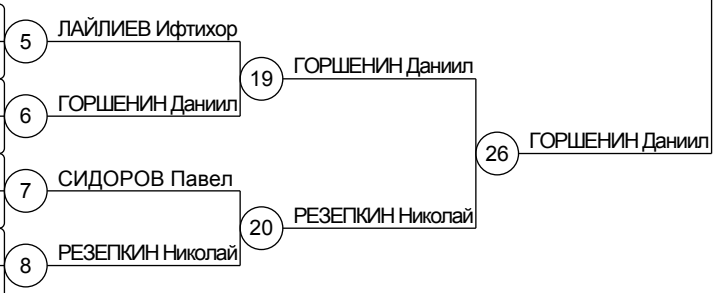 5 ЛАЙЛИЕВ Ифтихор
19 ГОРШЕНИН Даниил
6 ГОРШЕНИН Даниил
26 ГОРШЕНИН Даниил
7 СИДОРОВ Павел
20 РЕЗЕПКИН Николай
8 РЕЗЕПКИН Николай